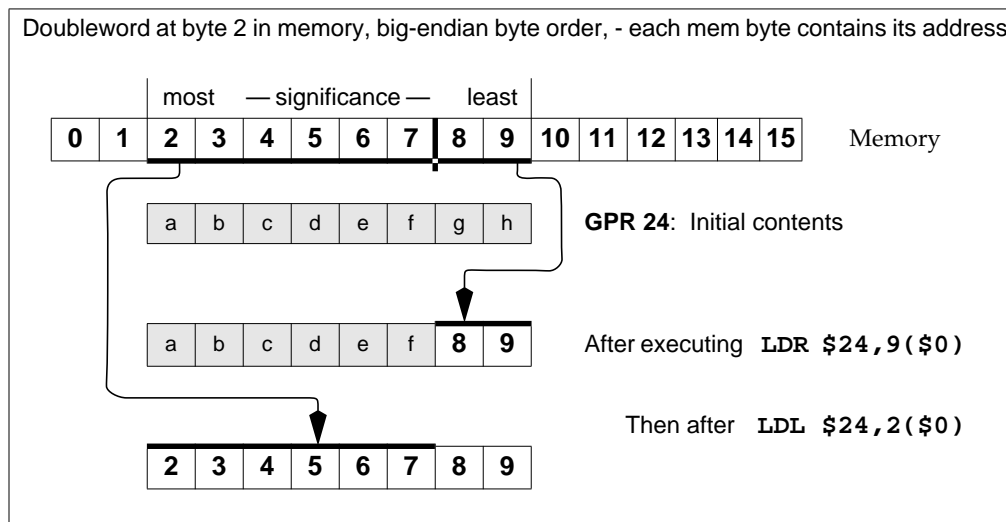 Doubleword at byte 2 in memory, big-endian byte order, - each mem byte contains its address
most — significance — least
0 1 2 3 4 5 6 7 8 9 10 11 12 13 14 15 Memory
a b c d e f g h GPR 24: Initial contents
a b c d e f 8 9 After executing LDR $24,9($0)
Then after LDL $24,2($0)
2 3 4 5 6 7 8 9